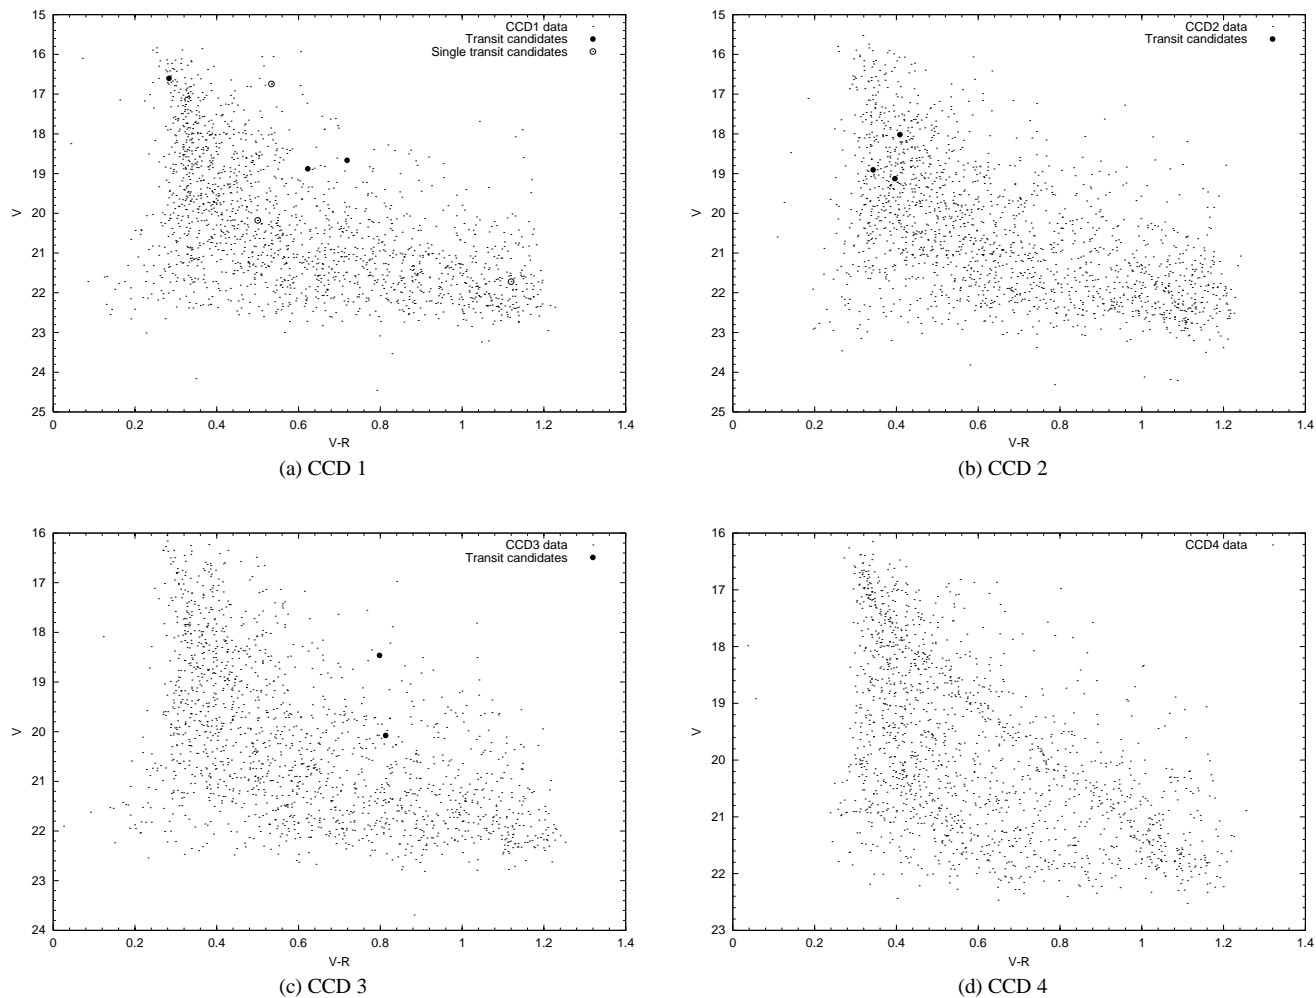 CCD1 data
Transit candidates
Single transit candidates
V
15
16
17
18
19
20
21
22
23
24
25
0 0.2 0.4 0.6 0.8 1 1.2 1.4
V-R
(a) CCD 1
CCD2 data
Transit candidates
V
15
16
17
18
19
20
21
22
23
24
25
0 0.2 0.4 0.6 0.8 1 1.2 1.4
V-R
(b) CCD 2
CCD3 data
Transit candidates
V
16
17
18
19
20
21
22
23
24
0 0.2 0.4 0.6 0.8 1 1.2 1.4
V-R
(c) CCD 3
CCD4 data
V
16
17
18
19
20
21
22
23
0 0.2 0.4 0.6 0.8 1 1.2 1.4
V-R
(d) CCD 4